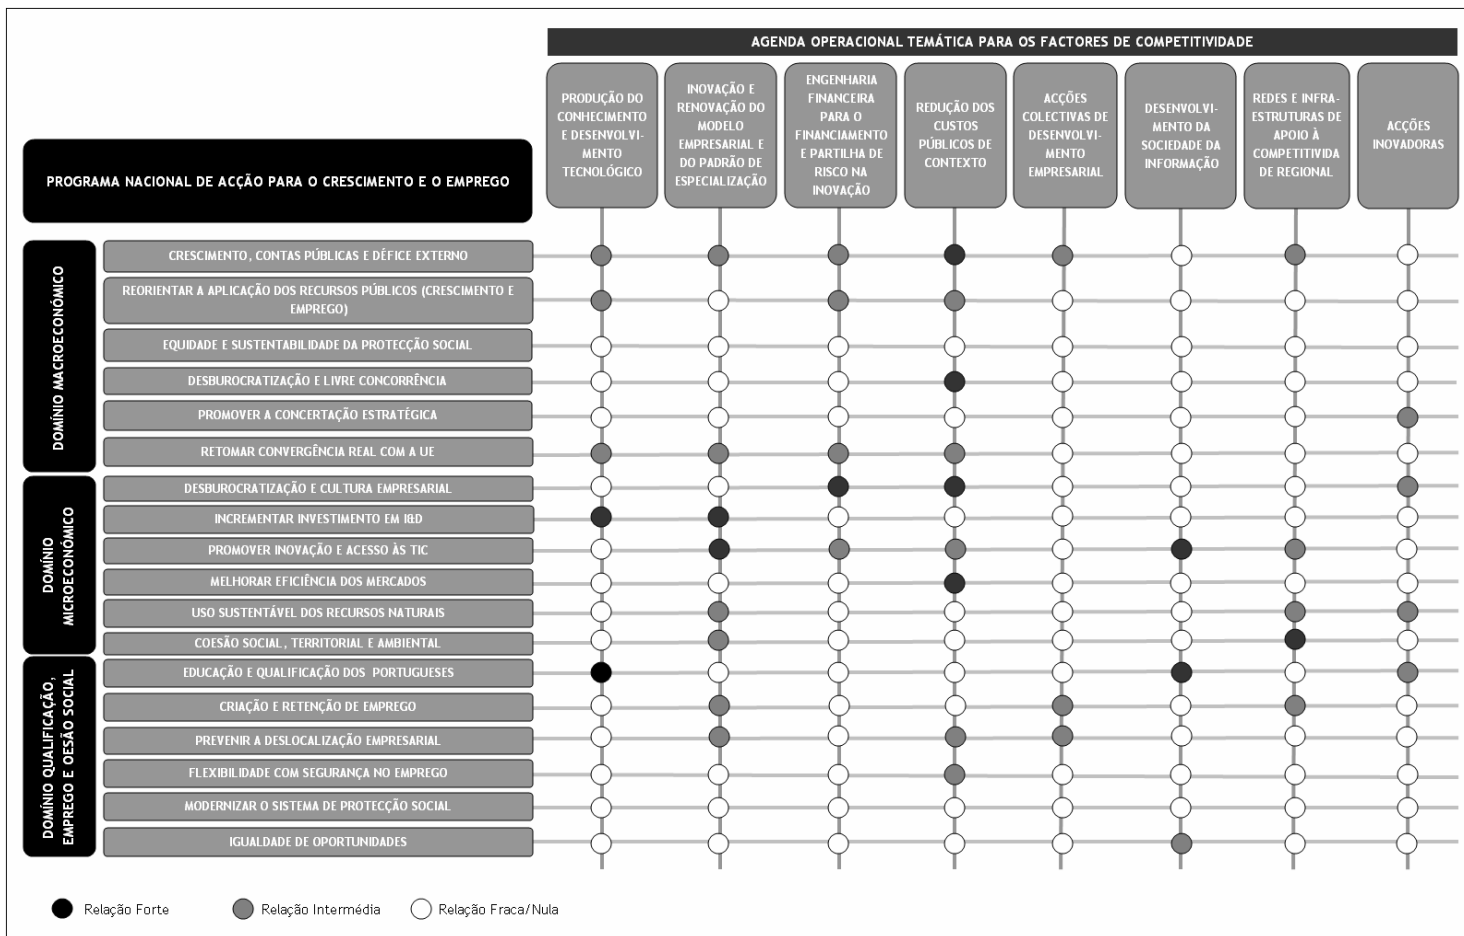 AGENDA OPERACIONAL TEMÁTICA PARA OS FACTORES DE COMPETITIVIDADE
PRODUÇÃO DO
CONHECIMENTO
E DESENVOLVI-
MENTO
TECNOLÓGICO
INOVAÇÃO E
RENOVAÇÃO DO
MODELO
EMPRESARIAL E
DO PADRÃO DE
ESPECIALIZAÇÃO
ENGENHARIA
FINANCEIRA
PARA O
FINANCIAMENTO
E PARTILHA DE
RISCO NA
INOVAÇÃO
REDUÇÃO DOS
CUSTOS
PÚBLICOS DE
CONTEXTO
ACÇÕES
COLECTIVAS DE
DESENVOLVI-
MENTO
EMPRESARIAL
DESENVOLVI-
MENTO DA
SOCIEDADE DA
INFORMAÇÃO
REDES E INFRA-
ESTRUTURAS DE
APOIO À
COMPETITIVIDA
DE REGIONAL
ACÇÕES
INOVADORAS
PROGRAMA NACIONAL DE ACÇÃO PARA O CRESCIMENTO E O EMPREGO
DOMÍNIO MACROECONÓMICO
CRESCIMENTO, CONTAS PÚBLICAS E DÉFICE EXTERNO
REORIENTAR A APLICAÇÃO DOS RECURSOS PÚBLICOS (CRESCIMENTO E
EMPREGO)
EQUIDADE E SUSTENTABILIDADE DA PROTECÇÃO SOCIAL
DESBUROCRATIZAÇÃO E LIVRE CONCORRÊNCIA
PROMOVER A CONCERTAÇÃO ESTRATÉGICA
RETOMAR CONVERGÊNCIA REAL COM A UE
DOMÍNIO
MICROECONÓMICO
DESBUROCRATIZAÇÃO E CULTURA EMPRESARIAL
INCREMENTAR INVESTIMENTO EM I&D
PROMOVER INOVAÇÃO E ACESSO ÀS TIC
MELHORAR EFICIÊNCIA DOS MERCADOS
USO SUSTENTÁVEL DOS RECURSOS NATURAIS
COESÃO SOCIAL, TERRITORIAL E AMBIENTAL
DOMÍNIO QUALIFICAÇÃO,
EMPREGO E OESÃO SOCIAL
EDUCAÇÃO E QUALIFICAÇÃO DOS PORTUGUESES
CRIAÇÃO E RETENÇÃO DE EMPREGO
PREVENIR A DESLOCALIZAÇÃO EMPRESARIAL
FLEXIBILIDADE COM SEGURANÇA NO EMPREGO
MODERNIZAR O SISTEMA DE PROTECÇÃO SOCIAL
IGUALDADE DE OPORTUNIDADES
Relação Forte
Relação Intermédia
Relação Fraca/Nula